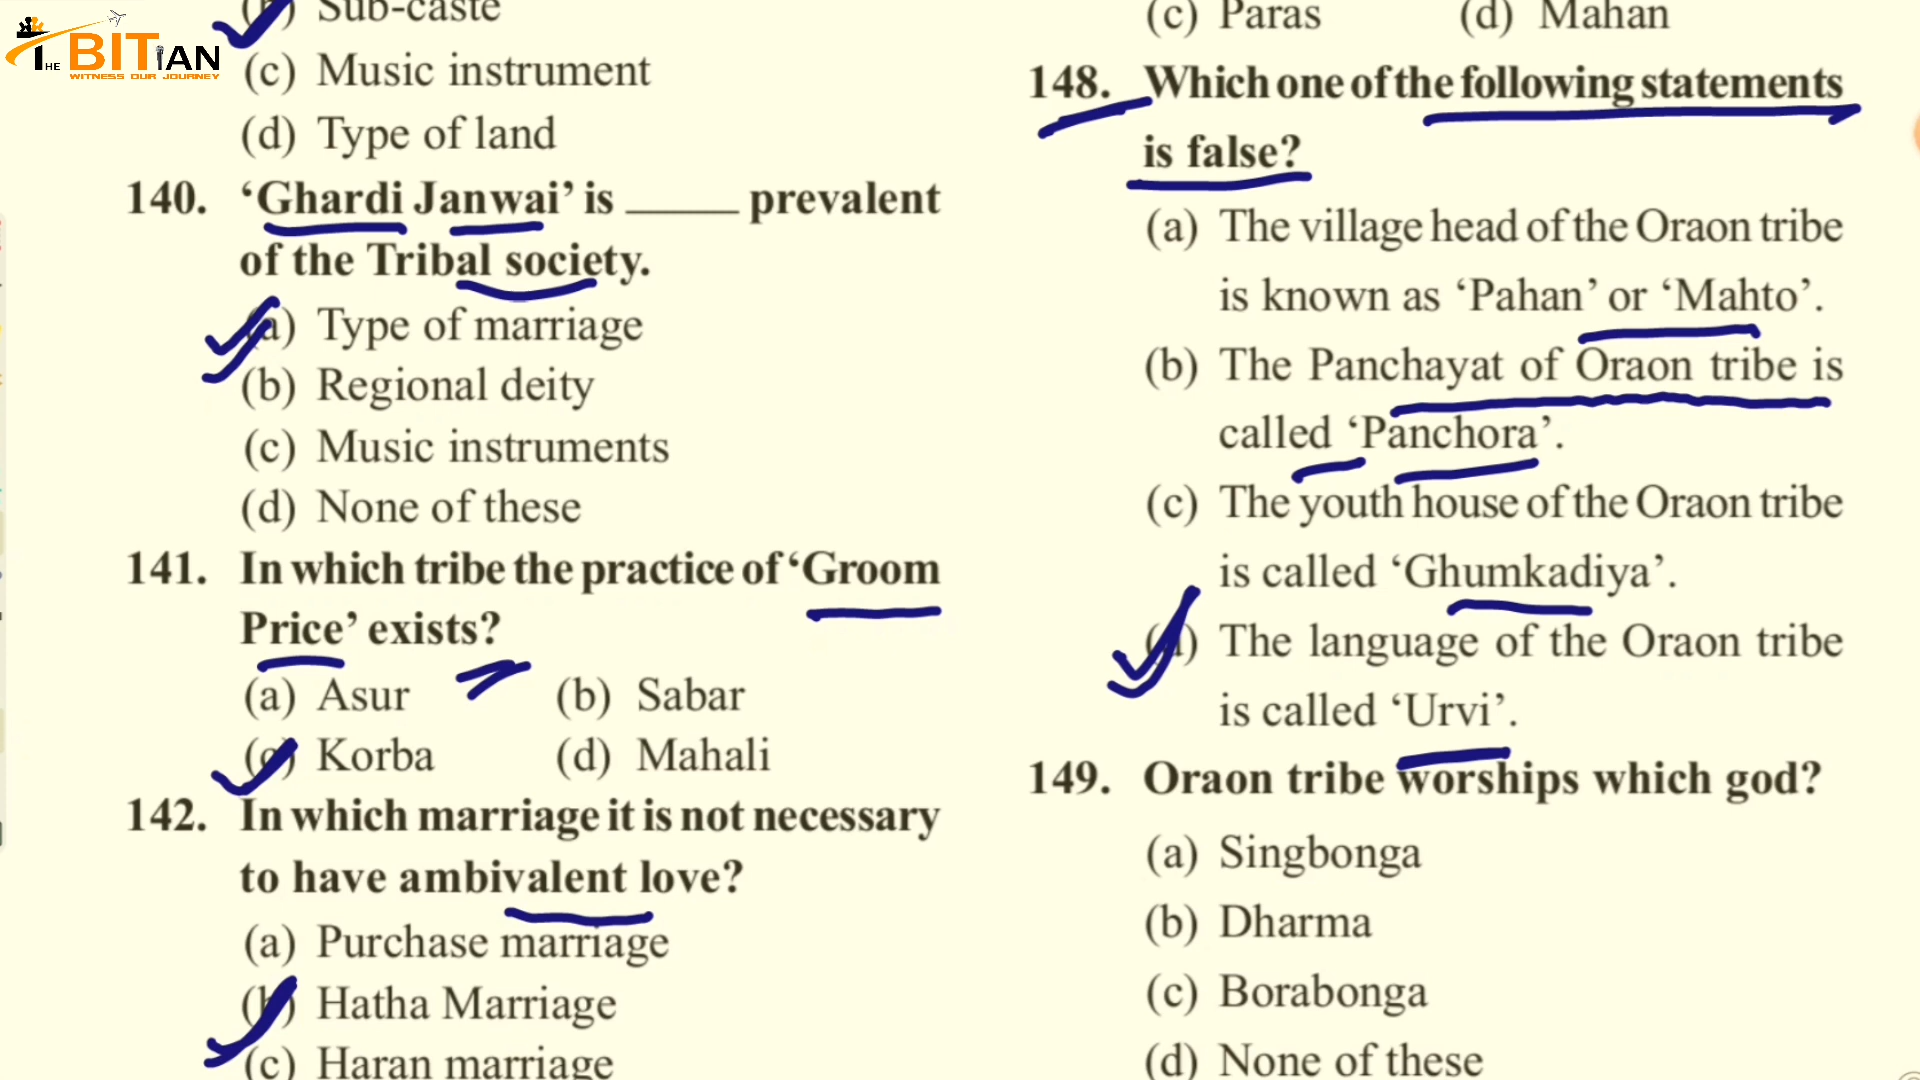 THE BITIAN
WITNESS OUR JOURNEY
(b) Sub-caste
(c) Music instrument
(d) Type of land
140. ‘Ghardi Janwai’ is _____ prevalent
of the Tribal society.
(a) Type of marriage
(b) Regional deity
(c) Music instruments
(d) None of these
141. In which tribe the practice of ‘Groom
Price’ exists?
(a) Asur (b) Sabar
(c) Korba (d) Mahali
142. In which marriage it is not necessary
to have ambivalent love?
(a) Purchase marriage
(b) Hatha Marriage
(c) Haran marriage
(c) Paras (d) Mahan
148. Which one of the following statements
is false?
(a) The village head of the Oraon tribe
is known as ‘Pahan’ or ‘Mahto’.
(b) The Panchayat of Oraon tribe is
called ‘Panchora’.
(c) The youth house of the Oraon tribe
is called ‘Ghumkadiya’.
(d) The language of the Oraon tribe
is called ‘Urvi’.
149. Oraon tribe worships which god?
(a) Singbonga
(b) Dharma
(c) Borabonga
(d) None of these